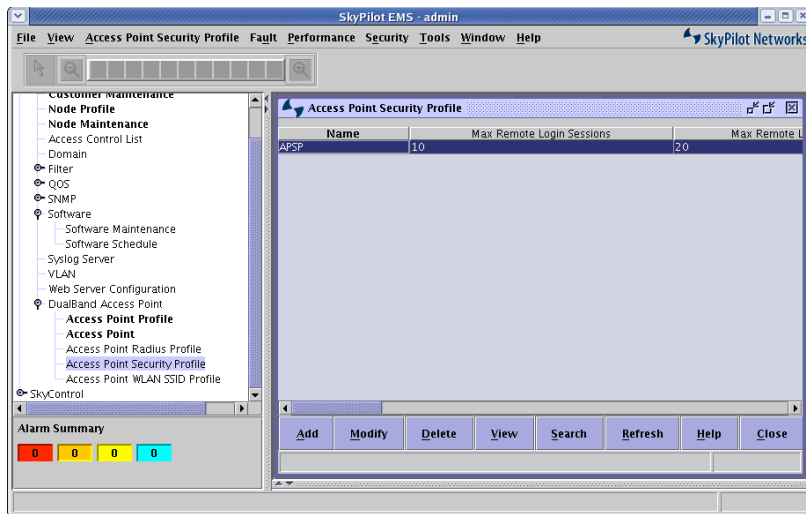 SkyPilot EMS - admin
File View Access Point Security Profile Fault Performance Security Tools Window Help
SkyPilot Networks
Customer Maintenance
Node Profile
Node Maintenance
Access Control List
Domain
Filter
QOS
SNMP
Software
Software Maintenance
Software Schedule
Syslog Server
VLAN
Web Server Configuration
DualBand Access Point
Access Point Profile
Access Point
Access Point Radius Profile
Access Point Security Profile
Access Point WLAN SSID Profile
SkyControl
Alarm Summary
0 0 0 0
Access Point Security Profile
Name Max Remote Login Sessions Max Remote L
APSP 10 20
Add Modify Delete View Search Refresh Help Close